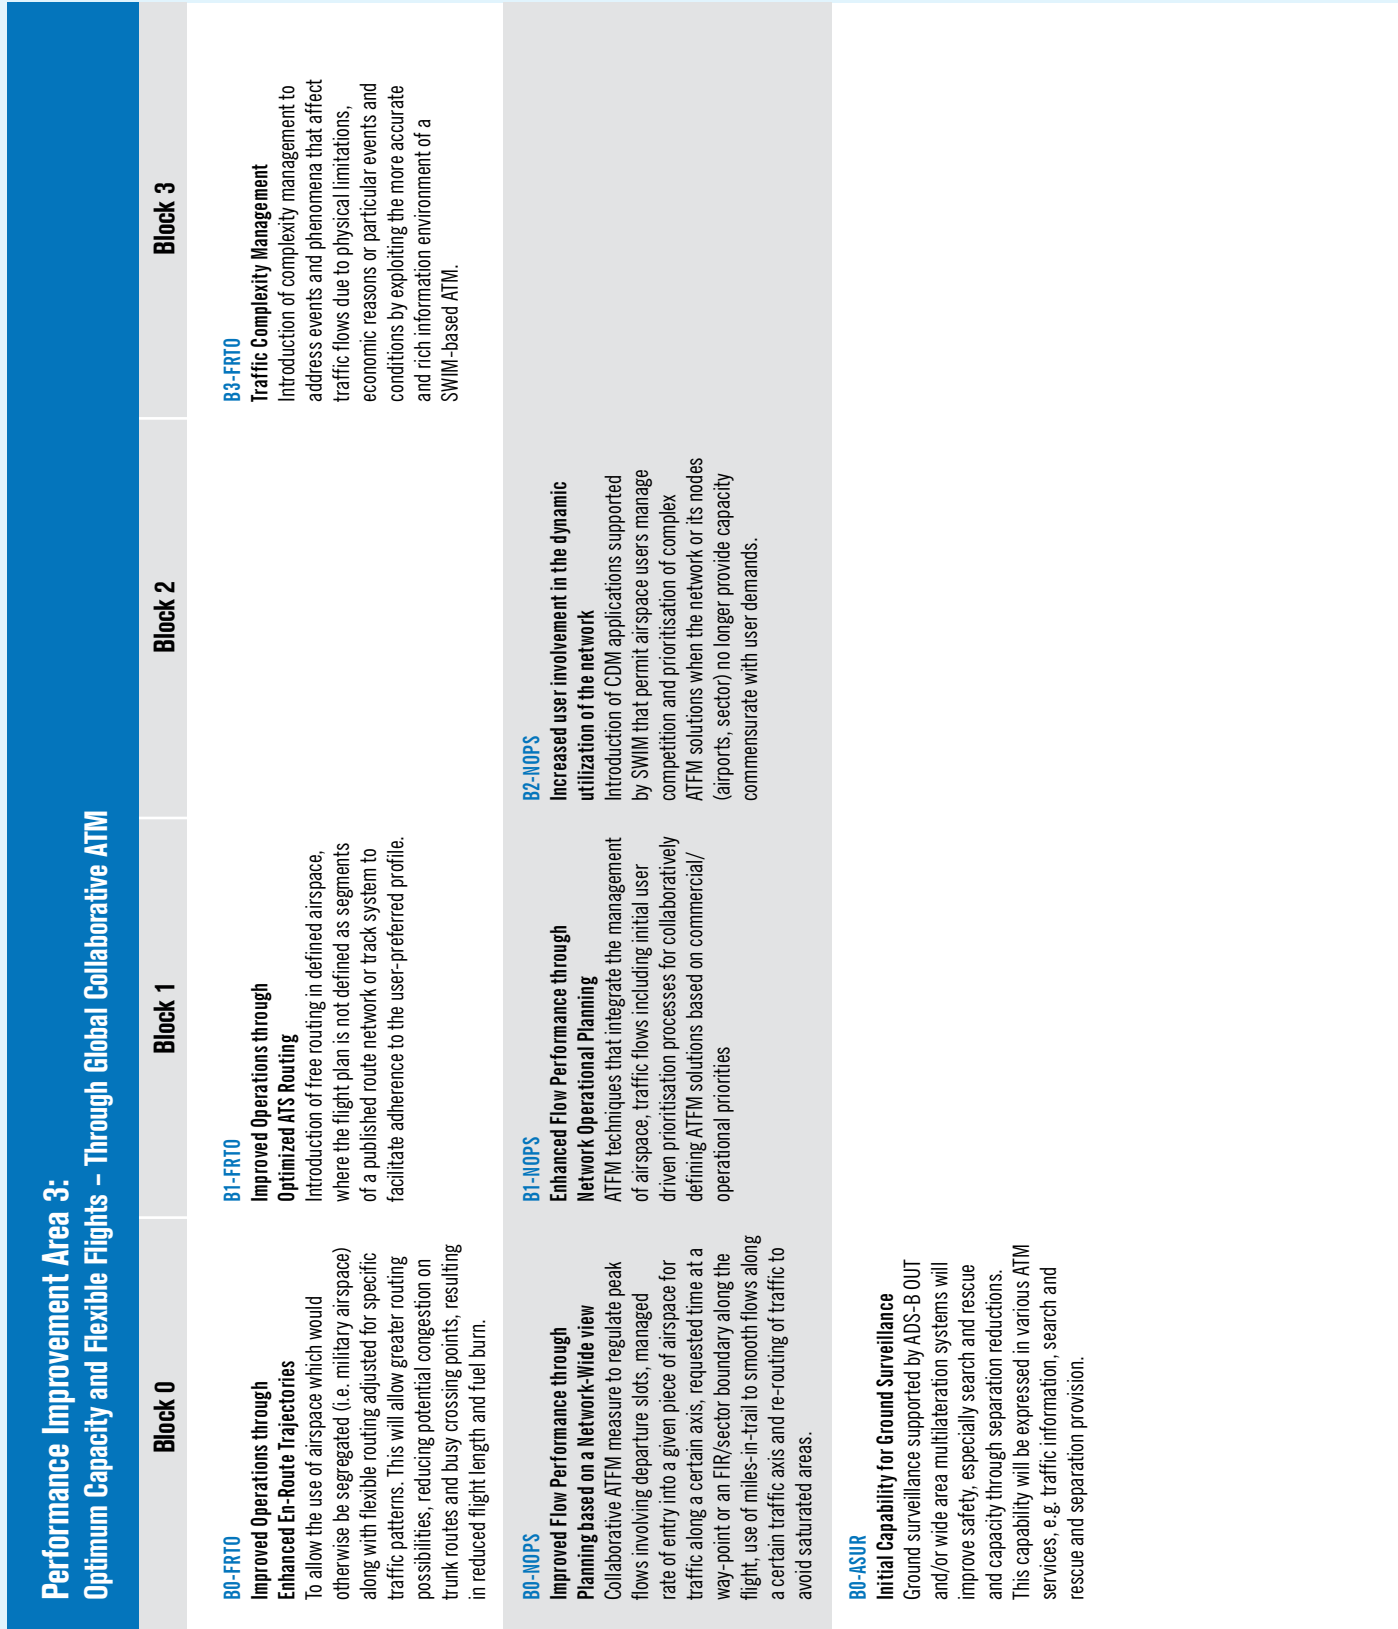 Performance Improvement Area 3:
Optimum Capacity and Flexible Flights – Through Global Collaborative ATM
Block 0
Block 1
Block 2
Block 3
B0-FRTO
Improved Operations through
Enhanced En-Route Trajectories
To allow the use of airspace which would
otherwise be segregated (i.e. military airspace)
along with flexible routing adjusted for specific
traffic patterns. This will allow greater routing
possibilities, reducing potential congestion on
trunk routes and busy crossing points, resulting
in reduced flight length and fuel burn.
B1-FRTO
Improved Operations through
Optimized ATS Routing
Introduction of free routing in defined airspace,
where the flight plan is not defined as segments
of a published route network or track system to
facilitate adherence to the user-preferred profile.
B3-FRTO
Traffic Complexity Management
Introduction of complexity management to
address events and phenomena that affect
traffic flows due to physical limitations,
economic reasons or particular events and
conditions by exploiting the more accurate
and rich information environment of a
SWIM-based ATM.
B0-NOPS
Improved Flow Performance through
Planning based on a Network-Wide view
Collaborative ATFM measure to regulate peak
flows involving departure slots, managed
rate of entry into a given piece of airspace for
traffic along a certain axis, requested time at a
way-point or an FIR/sector boundary along the
flight, use of miles-in-trail to smooth flows along
a certain traffic axis and re-routing of traffic to
avoid saturated areas.
B1-NOPS
Enhanced Flow Performance through
Network Operational Planning
ATFM techniques that integrate the management
of airspace, traffic flows including initial user
driven prioritisation processes for collaboratively
defining ATFM solutions based on commercial/
operational priorities
B2-NOPS
Increased user involvement in the dynamic
utilization of the network
Introduction of CDM applications supported
by SWIM that permit airspace users manage
competition and prioritisation of complex
ATFM solutions when the network or its nodes
(airports, sector) no longer provide capacity
commensurate with user demands.
B0-ASUR
Initial Capability for Ground Surveillance
Ground surveillance supported by ADS-B OUT
and/or wide area multilateration systems will
improve safety, especially search and rescue
and capacity through separation reductions.
This capability will be expressed in various ATM
services, e.g. traffic information, search and
rescue and separation provision.